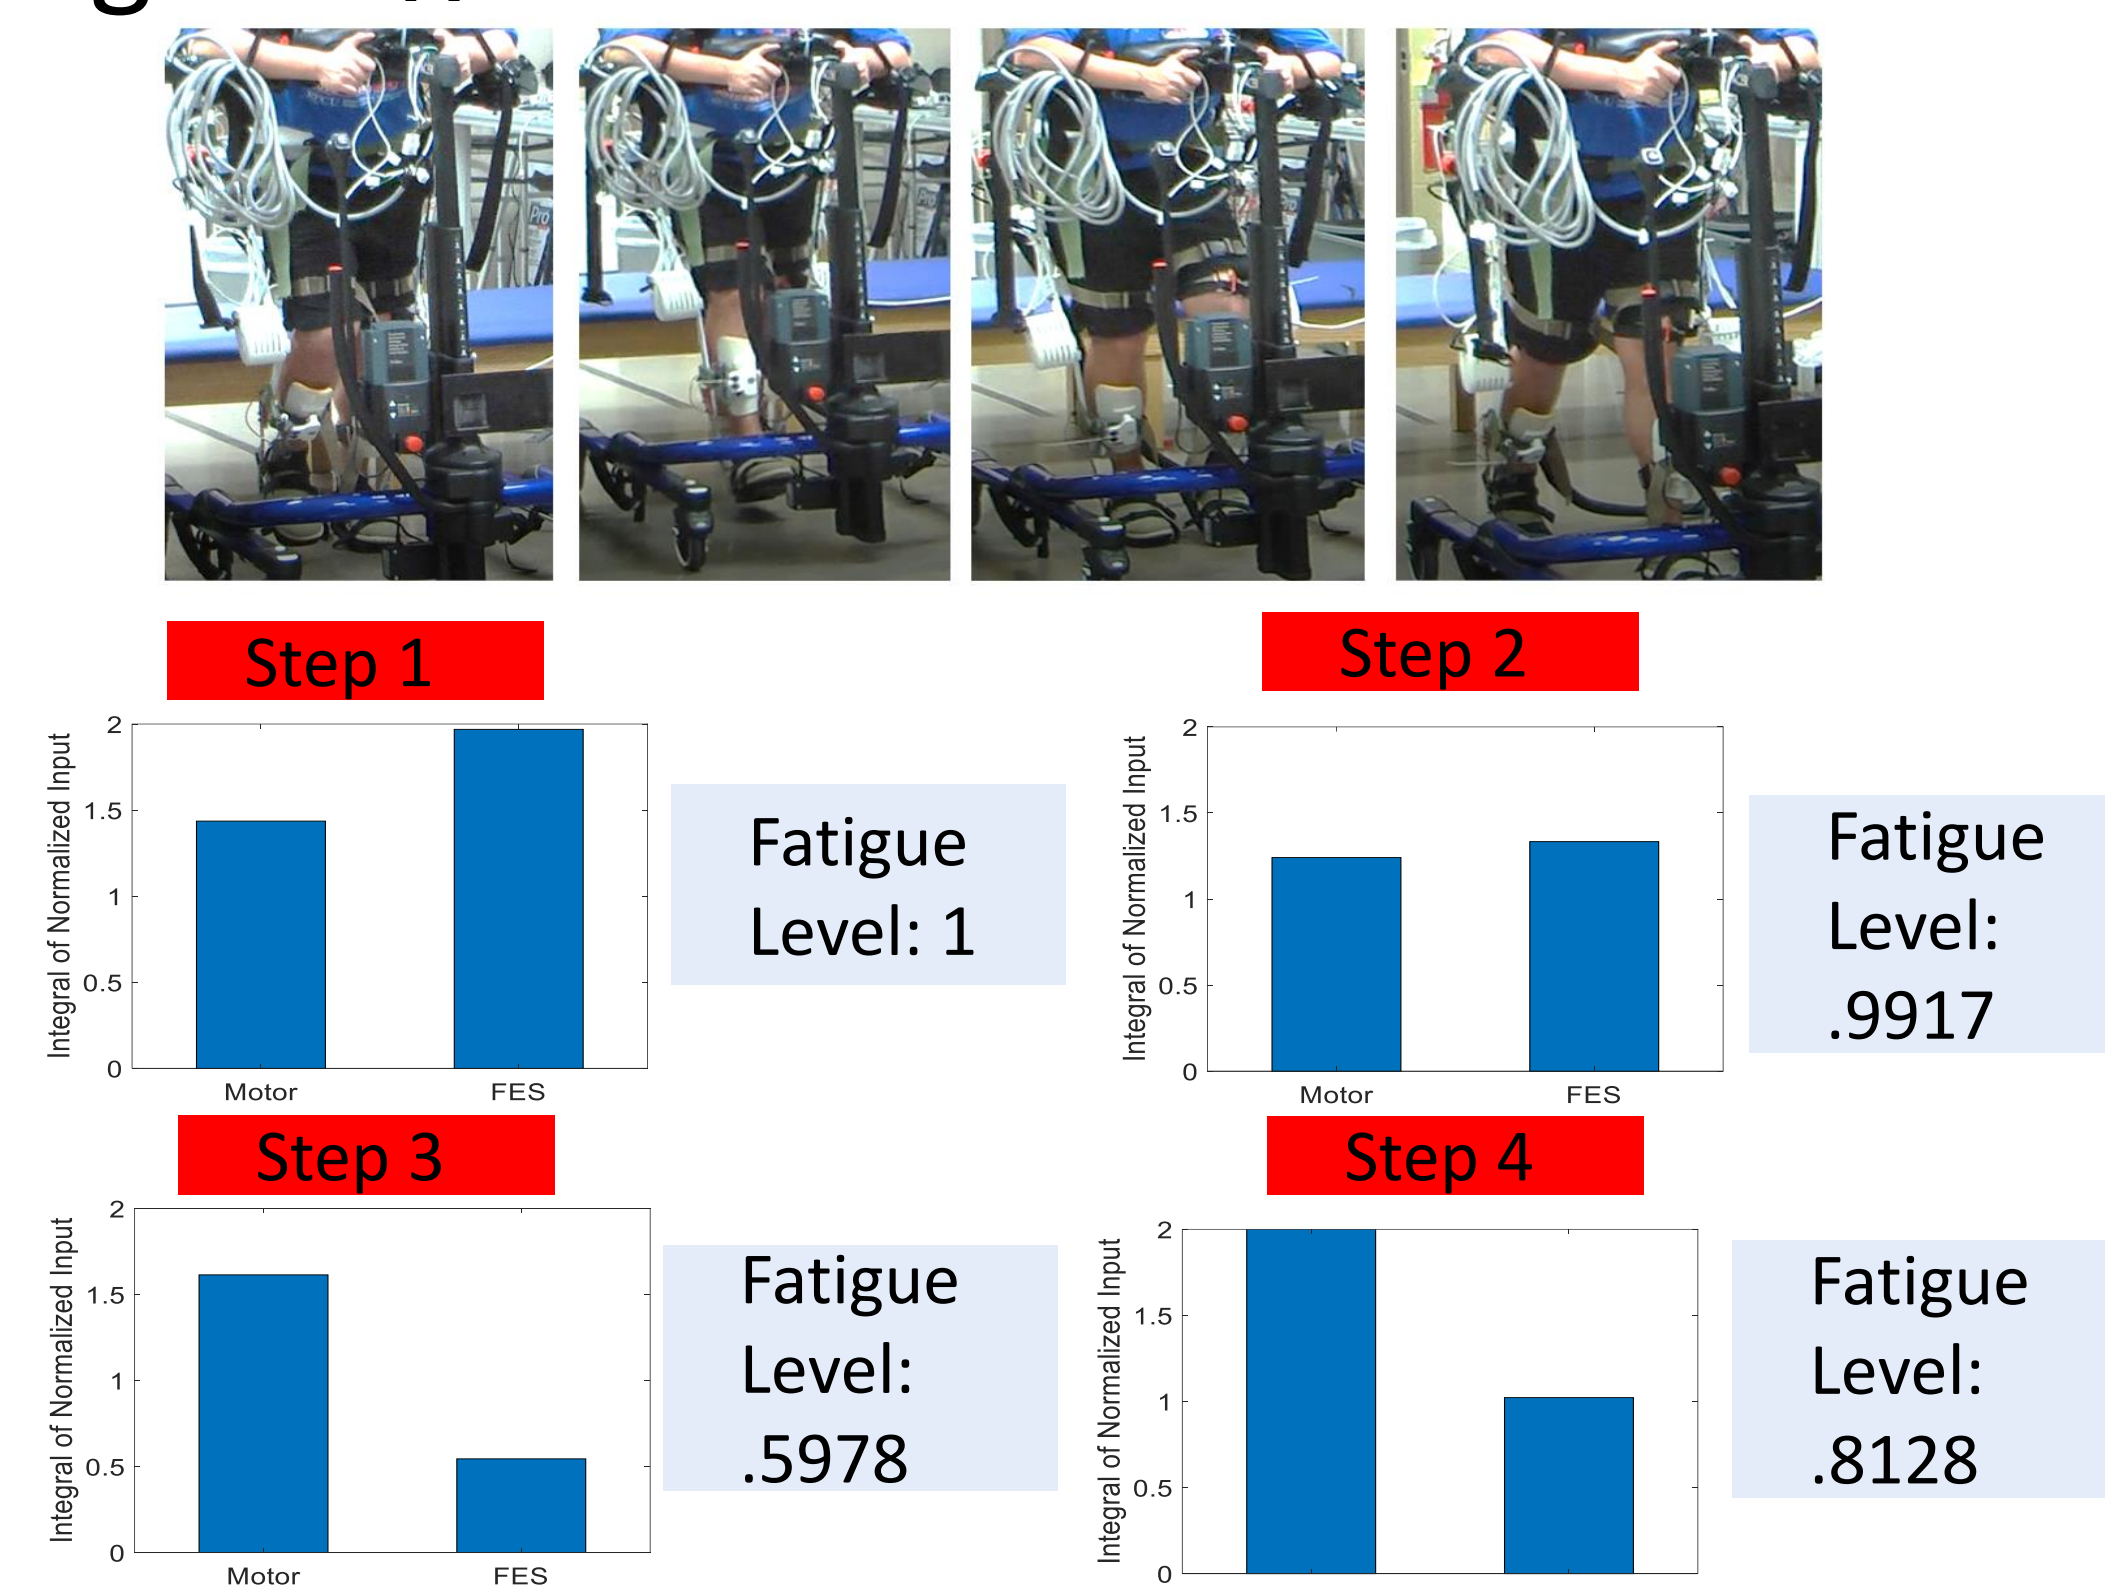 Step 1
Step 2
Integral of Normalized Input
2
1.5
1
0.5
0
Motor
FES
Fatigue
Level: 1
Integral of Normalized Input
2
1.5
1
0.5
0
Motor
FES
Fatigue
Level:
.9917
Step 3
Step 4
Integral of Normalized Input
2
1.5
1
0.5
0
Motor
FES
Fatigue
Level:
.5978
Integral of Normalized Input
2
1.5
1
0.5
0
Fatigue
Level:
.8128